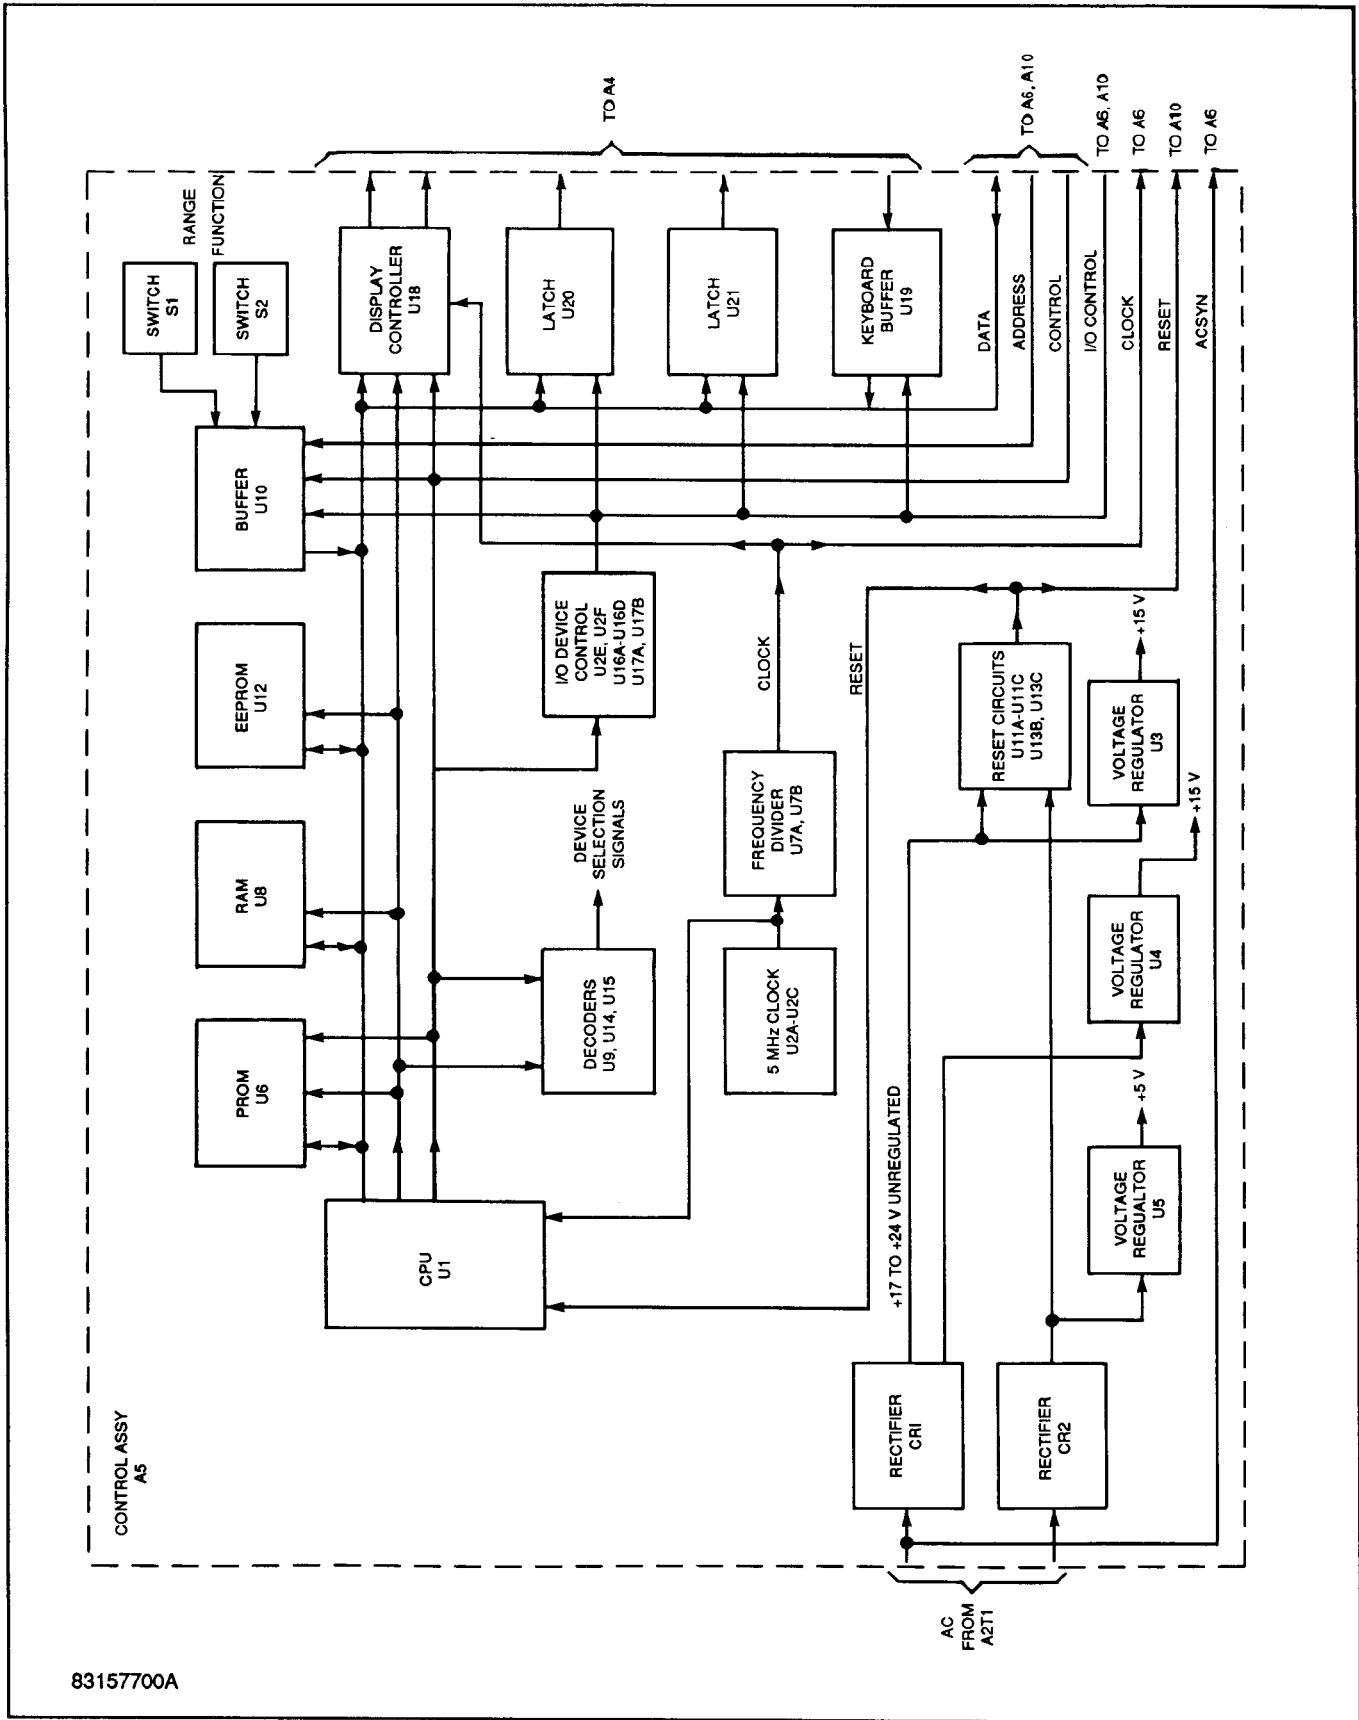 CONTROL ASSY
A5
CPU
U1
PROM
U6
RAM
U8
EEPROM
U12
BUFFER
U10
SWITCH
S1
SWITCH
S2
RANGE
FUNCTION
DISPLAY
CONTROLLER
U18
LATCH
U20
LATCH
U21
KEYBOARD
BUFFER
U19
TO A4
DECODERS
U9, U14, U15
DEVICE
SELECTION
SIGNALS
I/O DEVICE
CONTROL
U2E, U2F
U16A-U16D
U17A, U17B
5 MHz CLOCK
U2A-U2C
FREQUENCY
DIVIDER
U7A, U7B
CLOCK
RESET
DATA
ADDRESS
CONTROL
I/O CONTROL
CLOCK
RESET
ACSYN
TO A6, A10
TO A6, A10
TO A6
TO A10
TO A6
AC
FROM
A2T1
RECTIFIER
CR1
RECTIFIER
CR2
+17 TO +24 V UNREGULATED
RESET CIRCUITS
U11A-U11C
U13B, U13C
VOLTAGE
REGUALTOR
U5
+5 V
VOLTAGE
REGULATOR
U4
+15 V
VOLTAGE
REGULATOR
U3
+15 V
83157700A